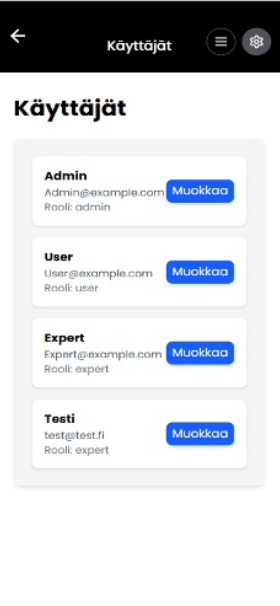 Käyttäjät
Käyttäjät
Admin
Admin@example.com
Muokkaa
Rooli: admin
User
User@example.com
Muokkaa
Rooli: user
Expert
Expert@example.com
Muokkaa
Rooli: expert
Testi
test@test.fi
Muokkaa
Rooli: expert